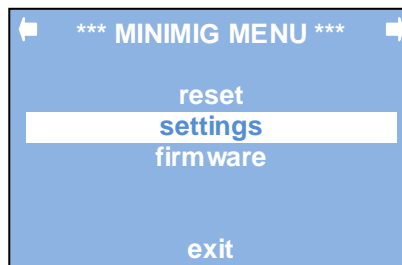 *** MINIMIG MENU ***
reset
settings
firmware
exit